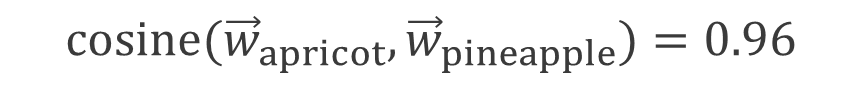 cosine(w⃗apricot, w⃗pineapple) = 0.96